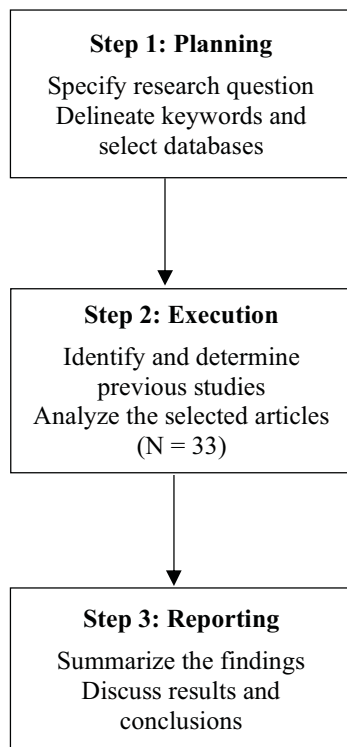 Step 1: Planning
Specify research question
Delineate keywords and
select databases
Step 2: Execution
Identify and determine
previous studies
Analyze the selected articles
(N = 33)
Step 3: Reporting
Summarize the findings
Discuss results and
conclusions